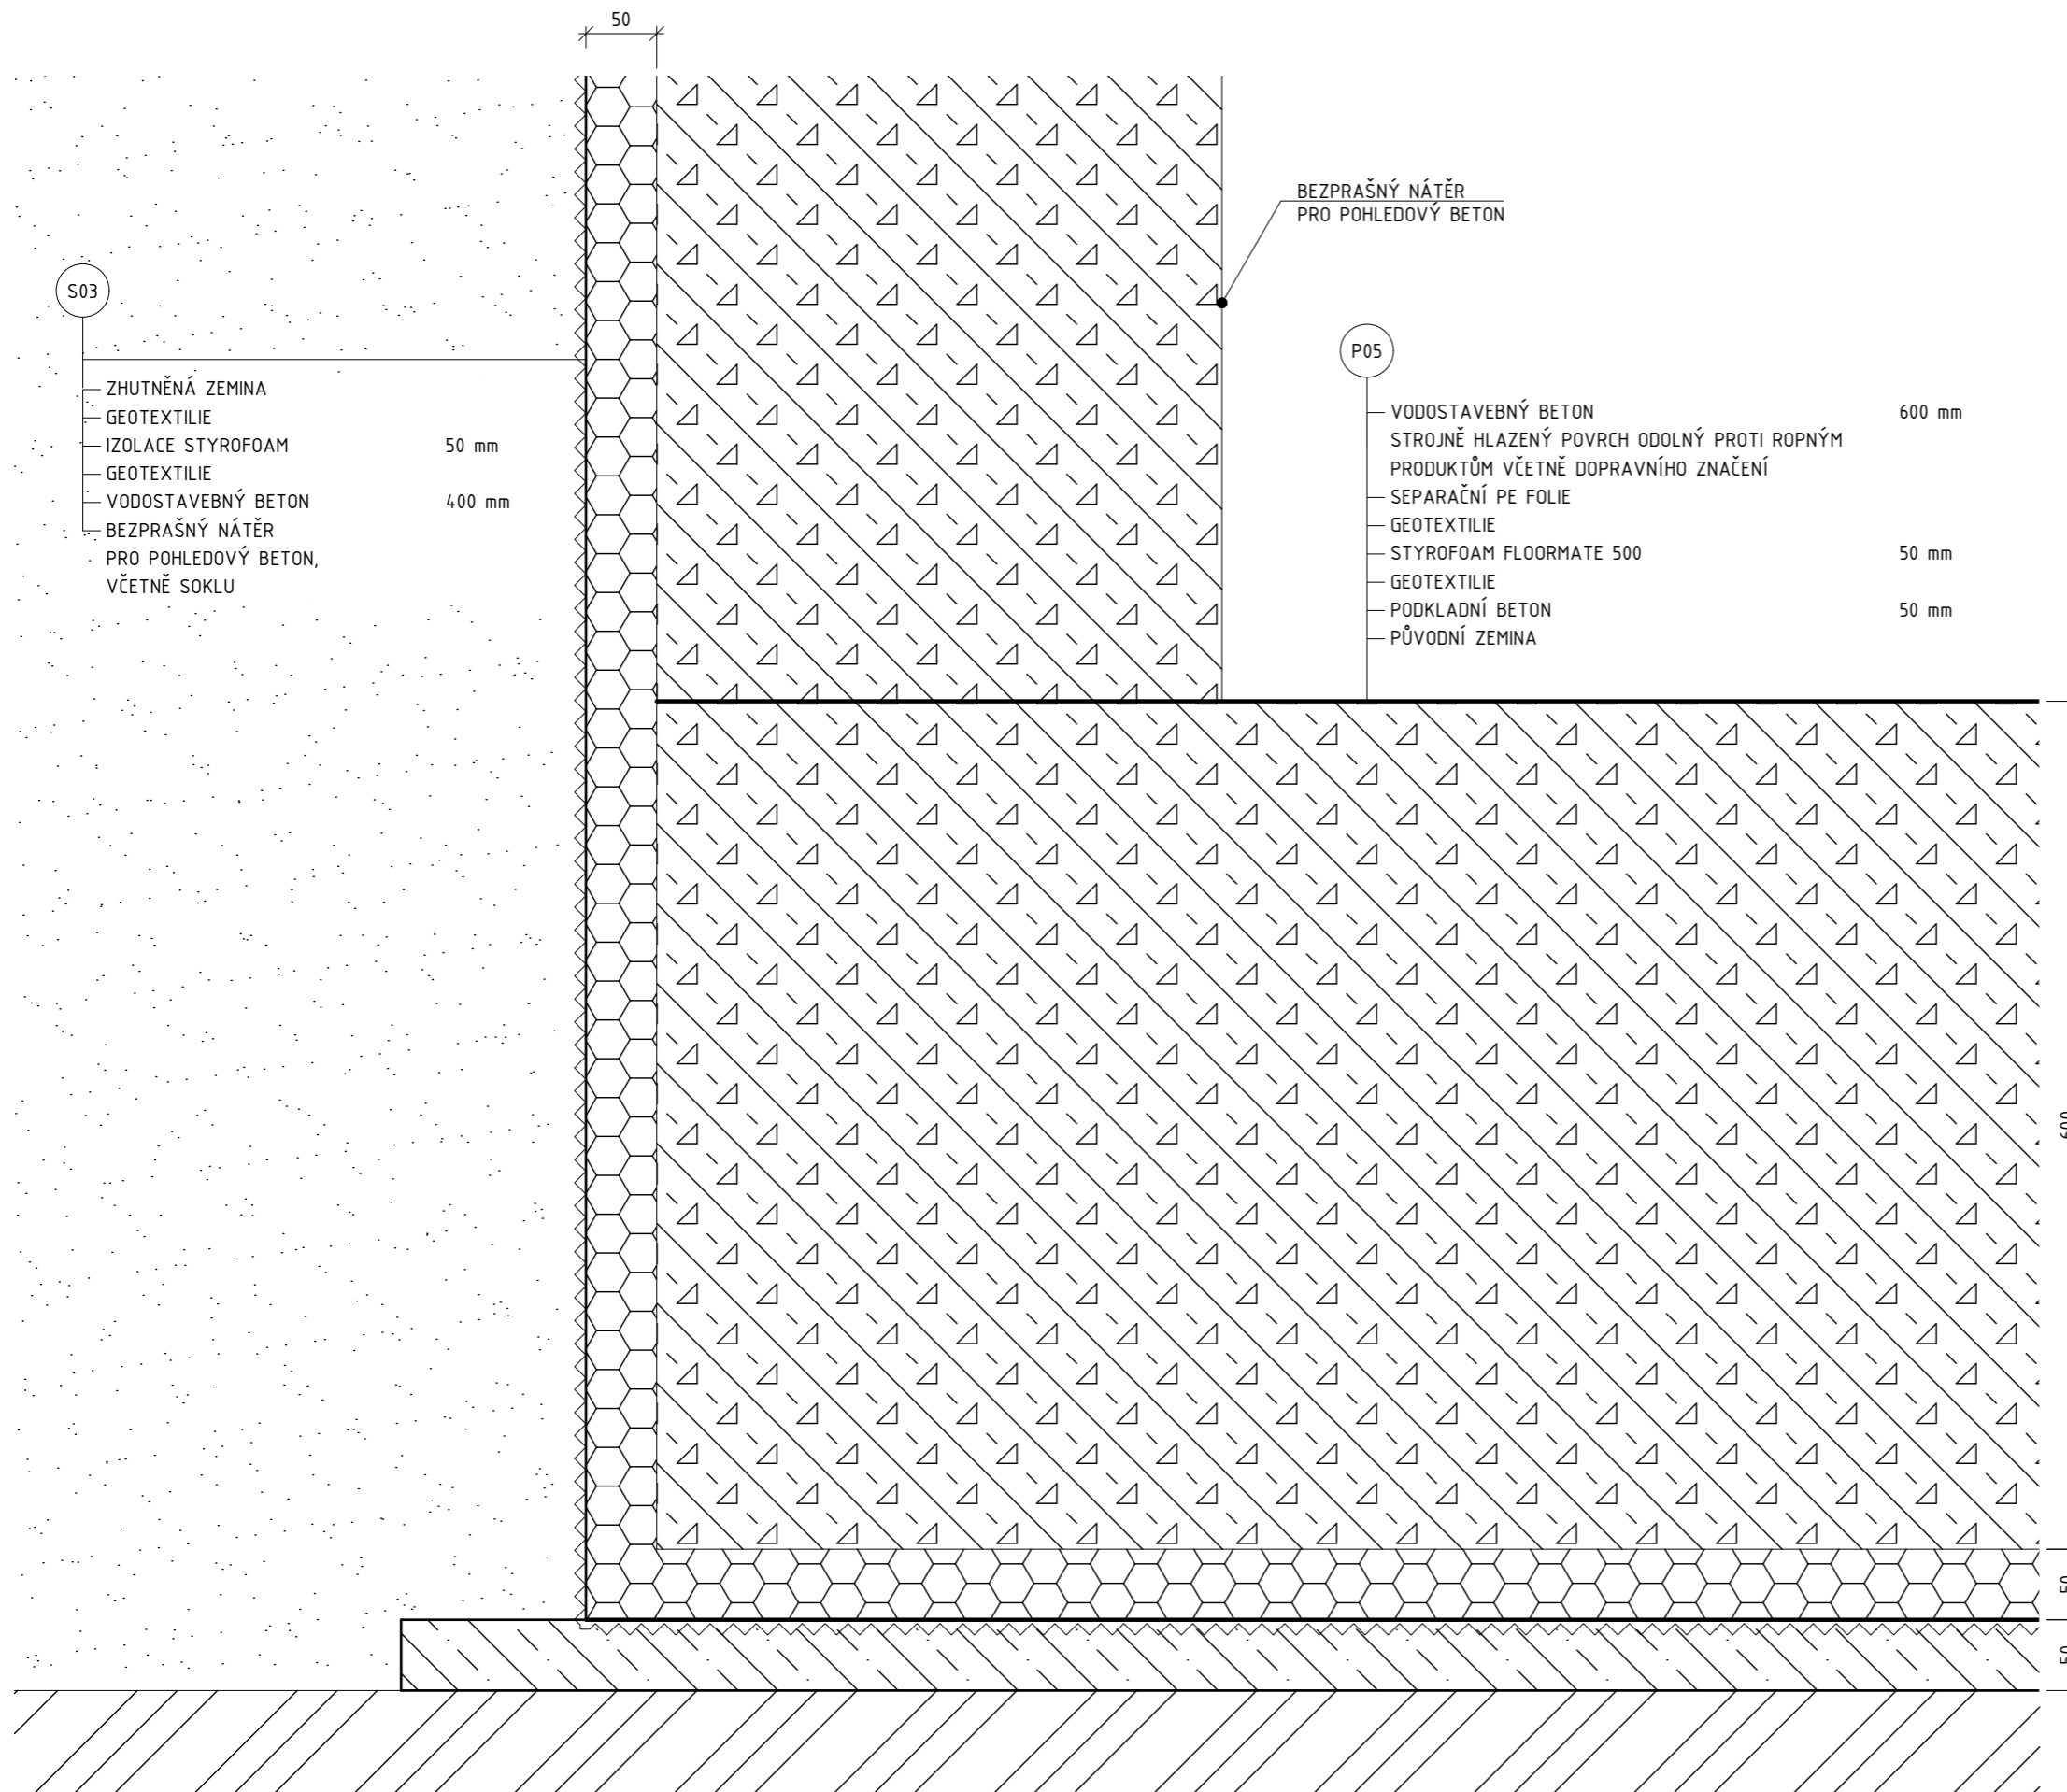 50
BEZPRAŠNÝ NÁTĚR
PRO POHLEDOVÝ BETON
S03
ZHUTNĚNÁ ZEMINA
GEOTEXTILIE
IZOLACE STYROFOAM 50 mm
GEOTEXTILIE
VODOSTAVEBNÝ BETON 400 mm
BEZPRAŠNÝ NÁTĚR
PRO POHLEDOVÝ BETON,
VČETNĚ SOKLU
P05
VODOSTAVEBNÝ BETON 600 mm
STROJNĚ HLAZENÝ POVRCH ODOLNÝ PROTI ROPNÝM
PRODUKTŮM VČETNĚ DOPRAVNÍHO ZNAČENÍ
SEPARAČNÍ PE FOLIE
GEOTEXTILIE
STYROFOAM FLOORMATE 500 50 mm
GEOTEXTILIE
PODKLADNÍ BETON 50 mm
PŮVODNÍ ZEMINA
600
50
50